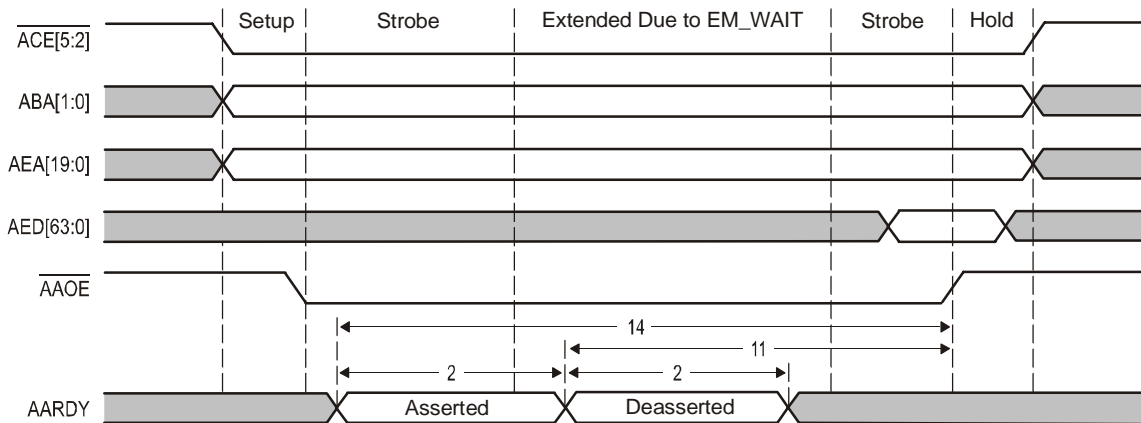 Setup Strobe Extended Due to EM_WAIT Strobe Hold
ACE[5:2]
ABA[1:0]
AEA[19:0]
AED[63:0]
AAOE
14
11
2 2
AARDY Asserted Deasserted